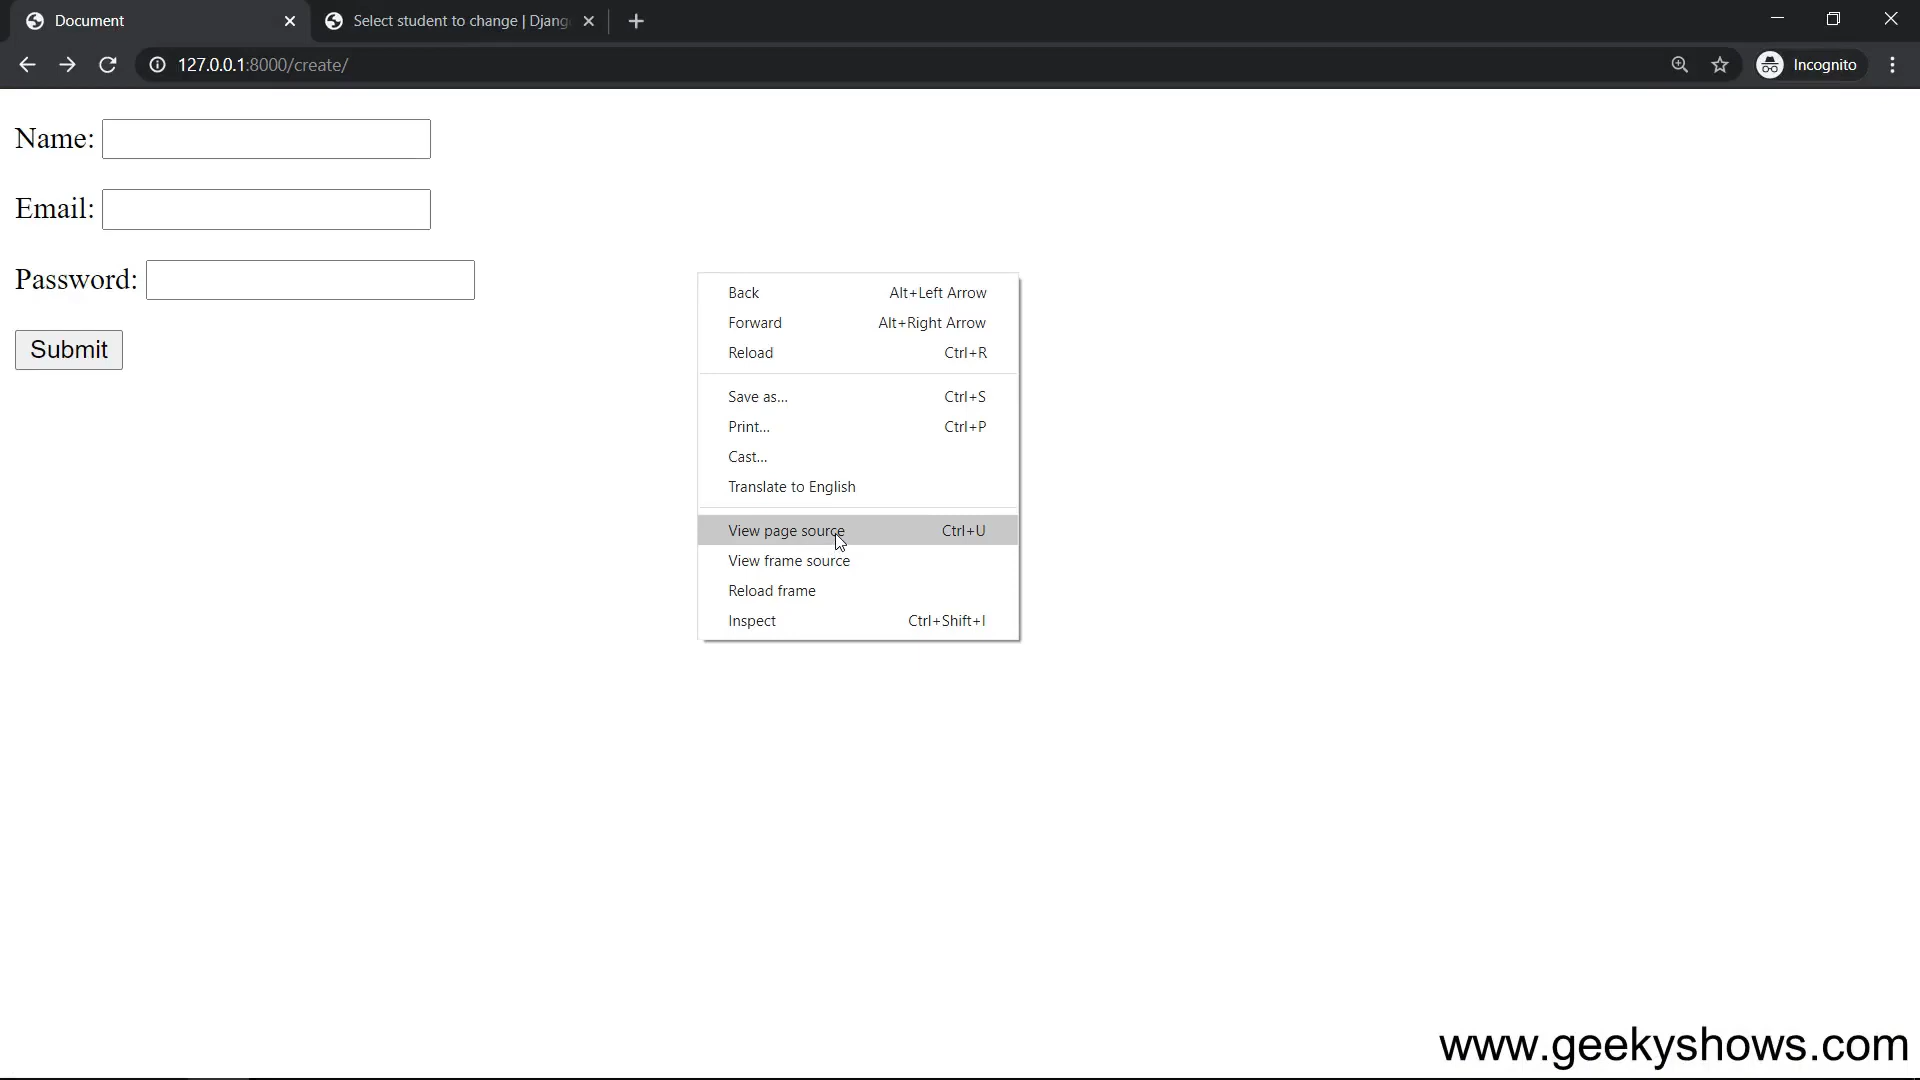 Document
Select student to change | Djang
127.0.0.1:8000/create/
Incognito
Name:
Email:
Password:
Submit
Back Alt+Left Arrow
Forward Alt+Right Arrow
Reload Ctrl+R
Save as... Ctrl+S
Print... Ctrl+P
Cast...
Translate to English
View page source Ctrl+U
View frame source
Reload frame
Inspect Ctrl+Shift+I
www.geekyshows.com